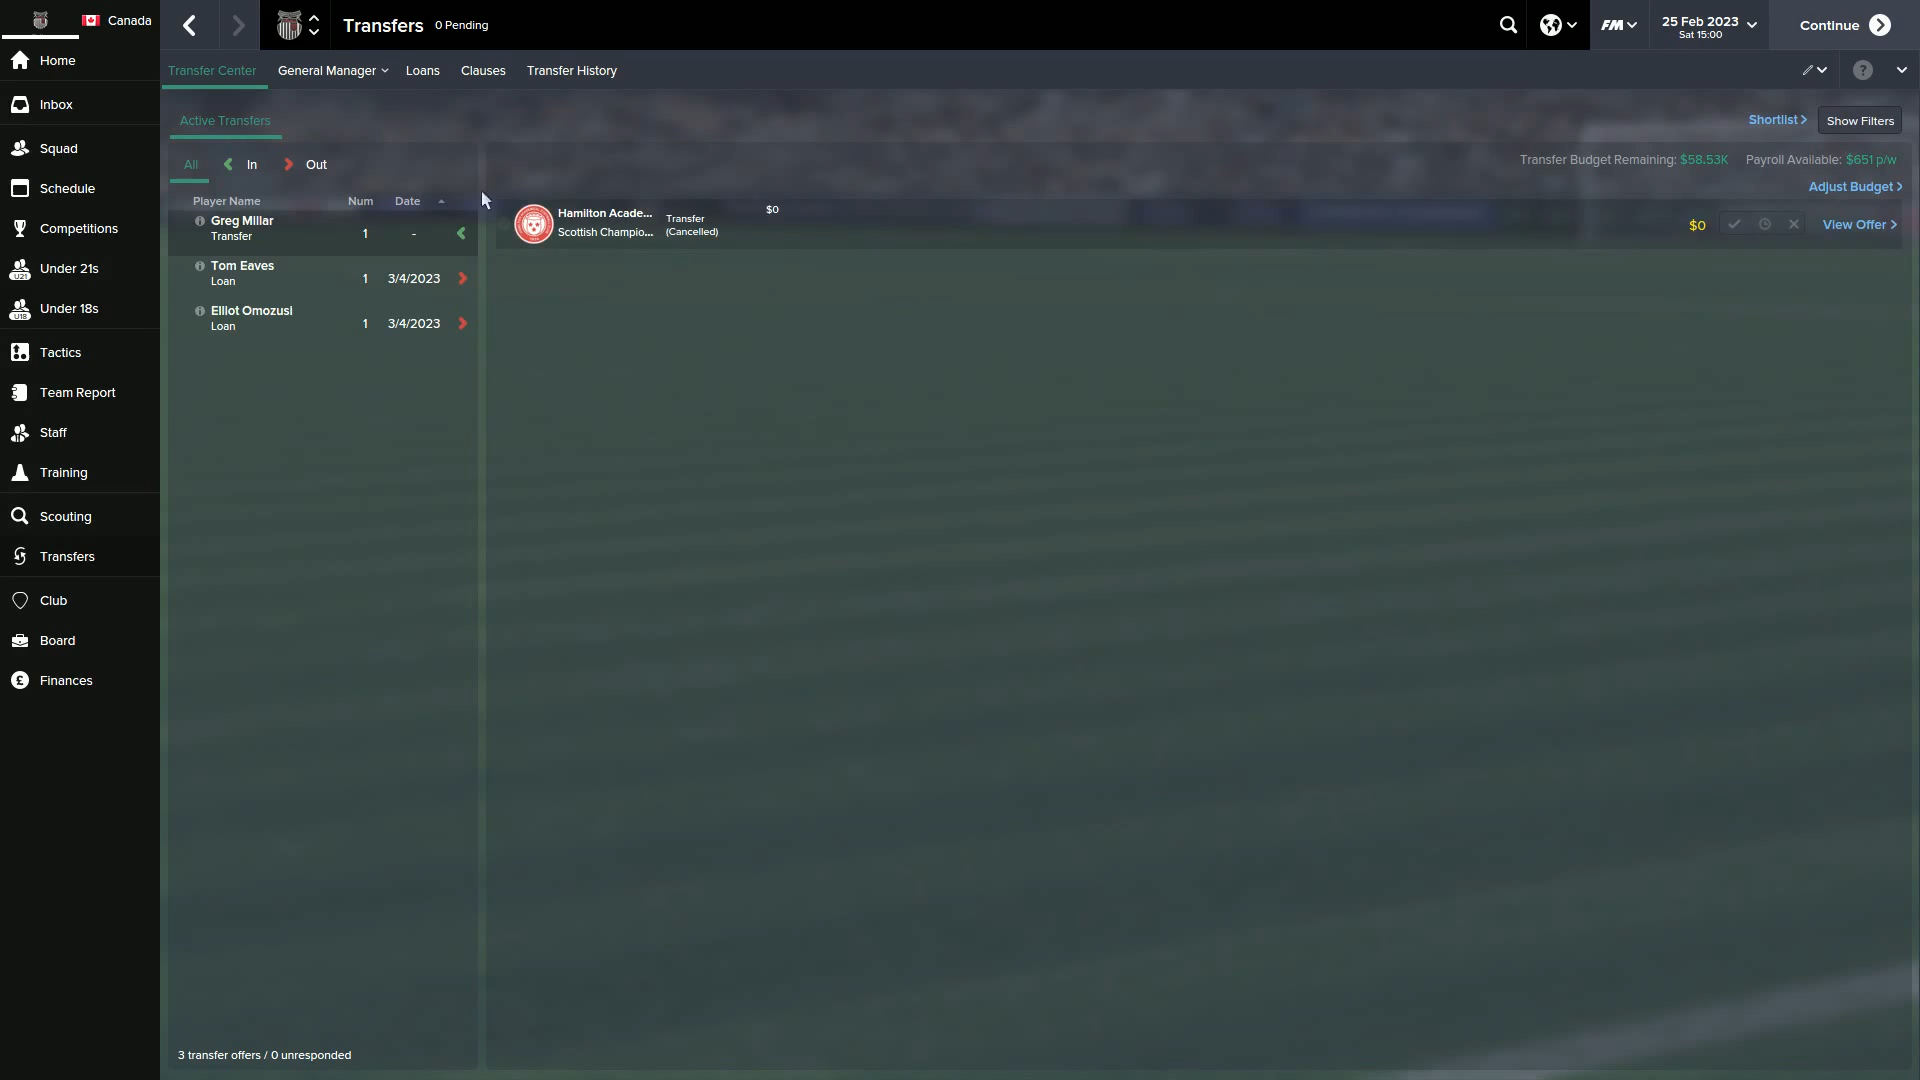 Canada
Transfers
0 Pending
FM
25 Feb 2023
Sat 15:00
Continue
Home
Inbox
Squad
Schedule
Competitions
U21
Under 21s
U18
Under 18s
Tactics
Team Report
Staff
Training
Scouting
Transfers
Club
Board
£
Finances
Transfer Center
General Manager
Loans
Clauses
Transfer History
?
Active Transfers
Shortlist
Show Filters
All
In
Out
Transfer Budget Remaining: $58.53K
Payroll Available: $651 p/w
Adjust Budget
Player Name
Num
Date
Greg Millar
Transfer
1
-
Tom Eaves
Loan
1
3/4/2023
Elliot Omozusi
Loan
1
3/4/2023
Hamilton Acade...
Scottish Champio...
Transfer
(Cancelled)
$0
$0
View Offer
3 transfer offers / 0 unresponded